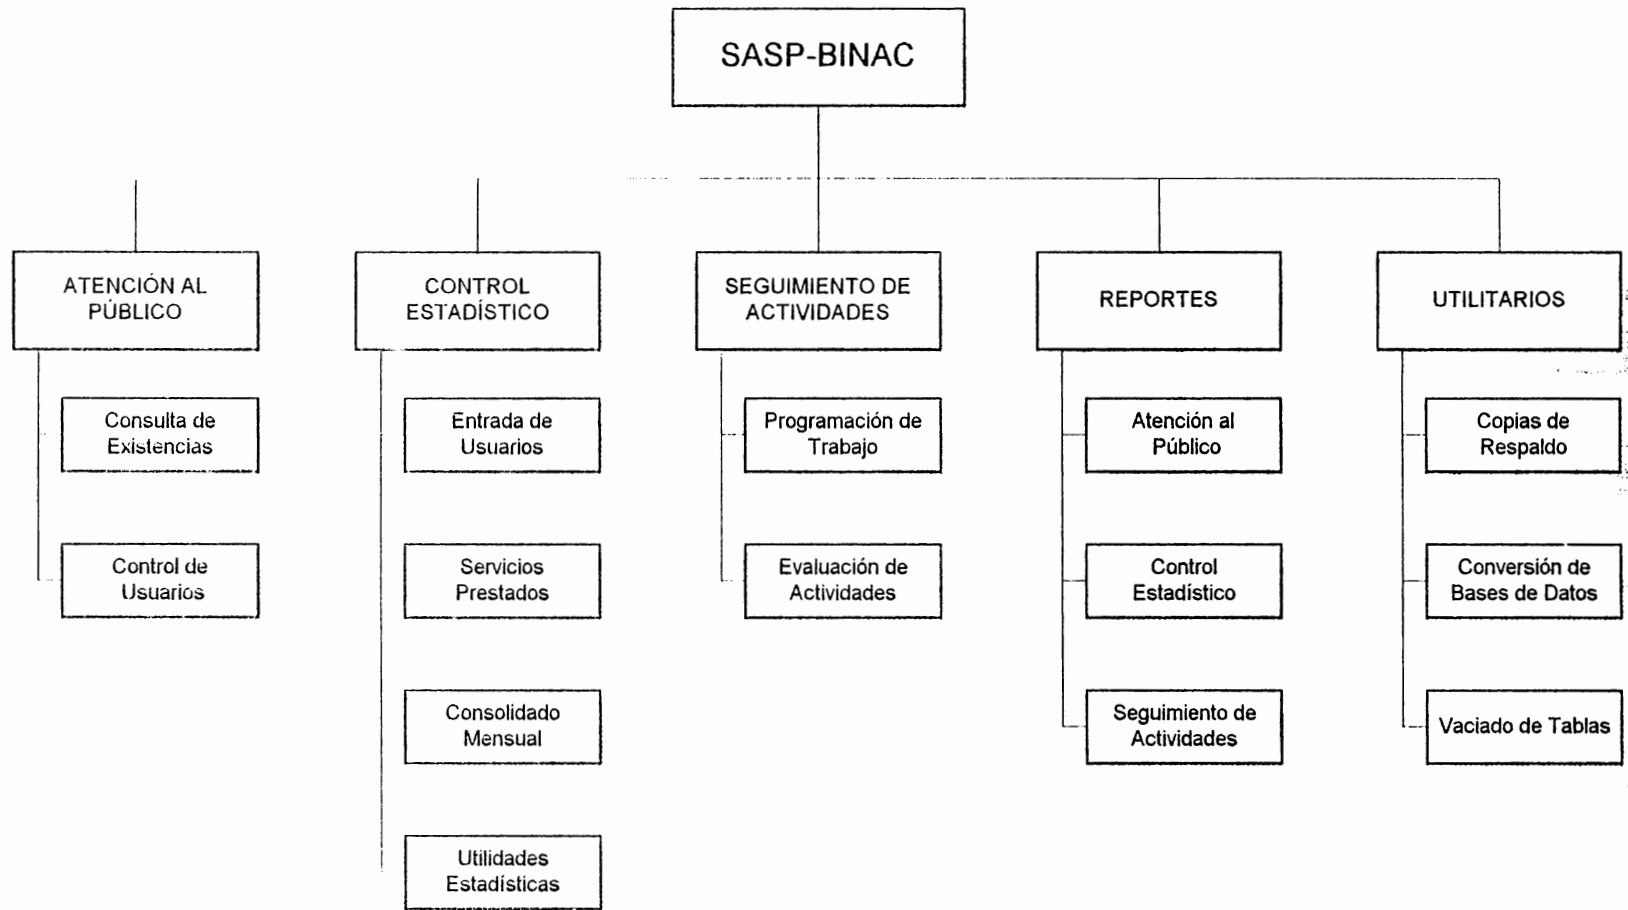 SASP-BINAC
ATENCIÓN AL
PÚBLICO
Consulta de
Existencias
Control de
Usuarios
CONTROL
ESTADÍSTICO
Entrada de
Usuarios
Servicios
Prestados
Consolidado
Mensual
Utilidades
Estadísticas
SEGUIMIENTO DE
ACTIVIDADES
Programación de
Trabajo
Evaluación de
Actividades
REPORTES
Atención al
Público
Control
Estadístico
Seguimiento de
Actividades
UTILITARIOS
Copias de
Respaldo
Conversión de
Bases de Datos
Vaciado de Tablas